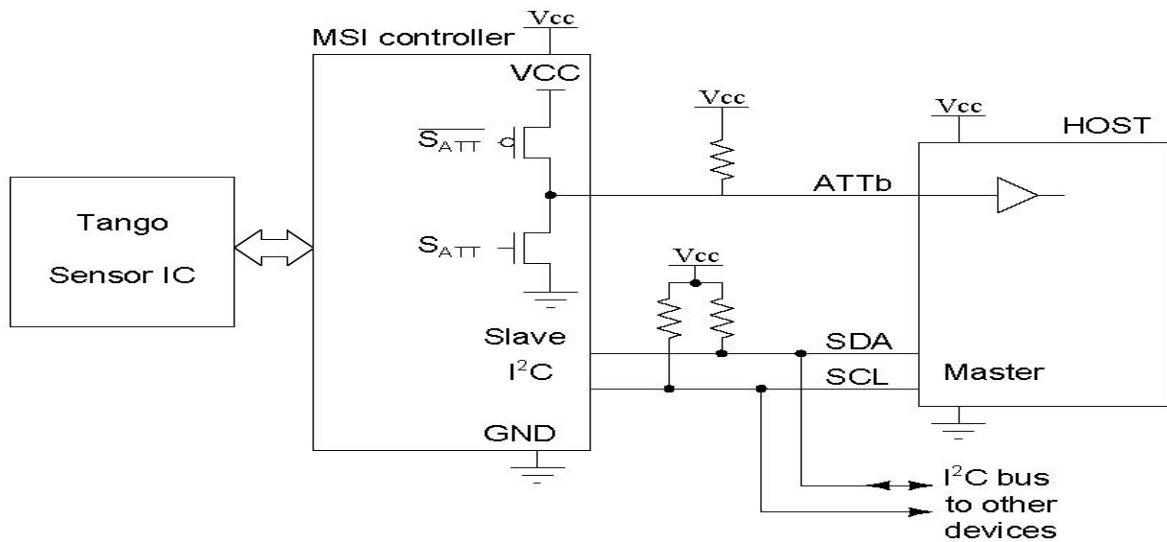 Vcc
MSI controller
VCC
S̅A̅T̅T̅
Vcc
Vcc
HOST
ATTb
Tango
Sensor IC
SATT
Vcc
Slave
I²C
SDA
SCL
Master
GND
I²C bus
to other
devices